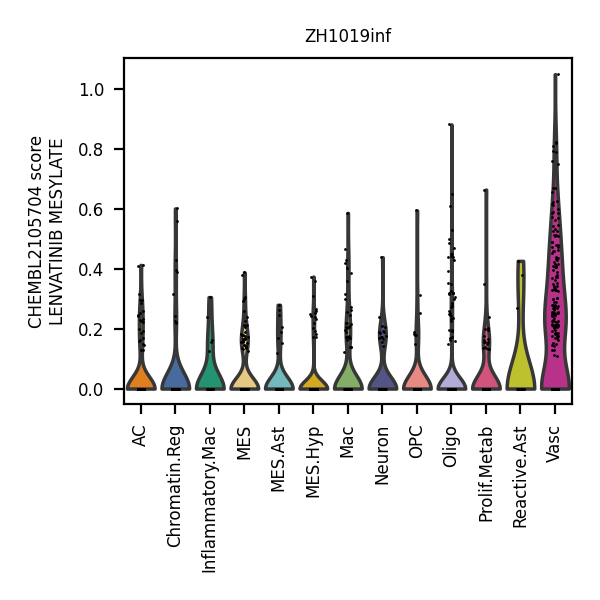 ZH1019inf
CHEMBL2105704 score
LENVATINIB MESYLATE
1.0
0.8
0.6
0.4
0.2
0.0
AC
Chromatin.Reg
Inflammatory.Mac
MES
MES.Ast
MES.Hyp
Mac
Neuron
OPC
Oligo
Prolif.Metab
Reactive.Ast
Vasc